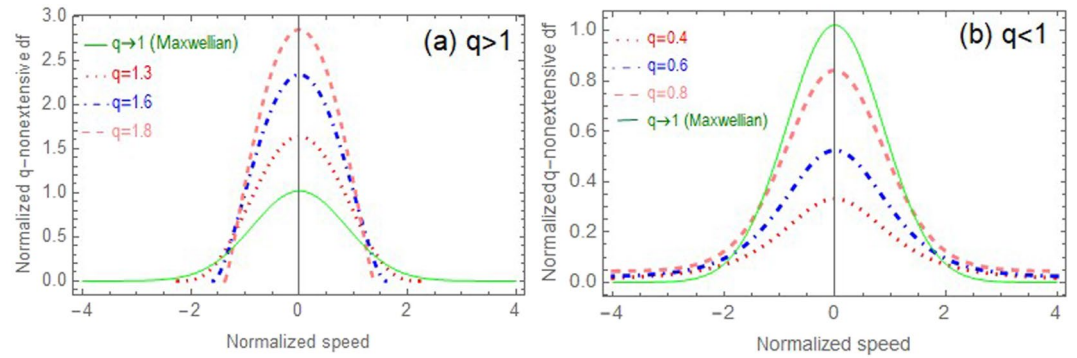 (a) q>1
q→1 (Maxwellian)
q=1.3
q=1.6
q=1.8
Normalized q-nonextensive df
3.0
2.5
2.0
1.5
1.0
0.5
0.0
−4
−2
0
2
4
Normalized speed
(b) q<1
q=0.4
q=0.6
q=0.8
q→1 (Maxwellian)
Normalizedq-nonextensive df
1.0
0.8
0.6
0.4
0.2
0.0
−4
−2
0
2
4
Normalized speed